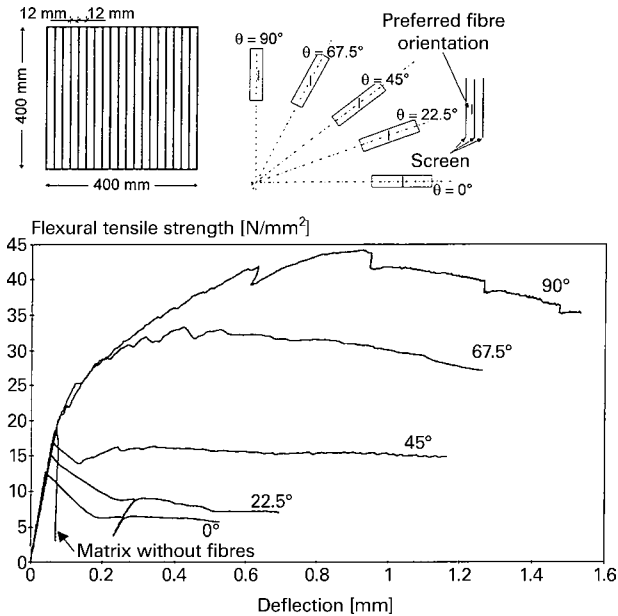 12 mm 12 mm
400 mm
400 mm
θ = 90°
θ = 67.5°
θ = 45°
θ = 22.5°
θ = 0°
Preferred fibre
orientation
Screen
Flexural tensile strength [N/mm²]
45
40
35
30
25
20
15
10
5
0
90°
67.5°
45°
22.5°
0°
Matrix without fibres
0 0.2 0.4 0.6 0.8 1.0 1.2 1.4 1.6
Deflection [mm]